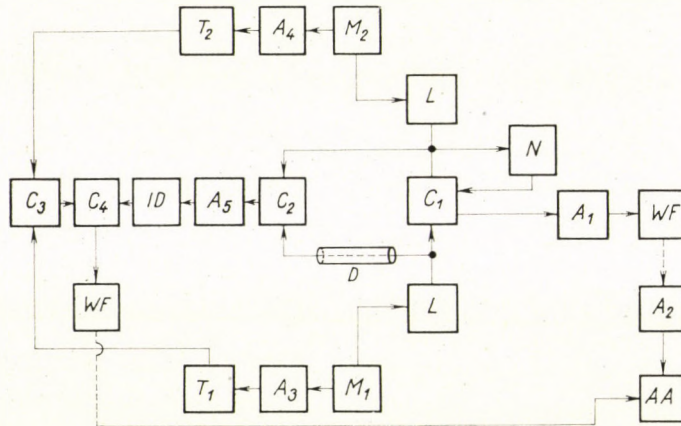 T₂ A₄ M₂
L
N
C₃ C₄ ID A₅ C₂ C₁ A₁ WF
D
WF L A₂
T₁ A₃ M₁ AA